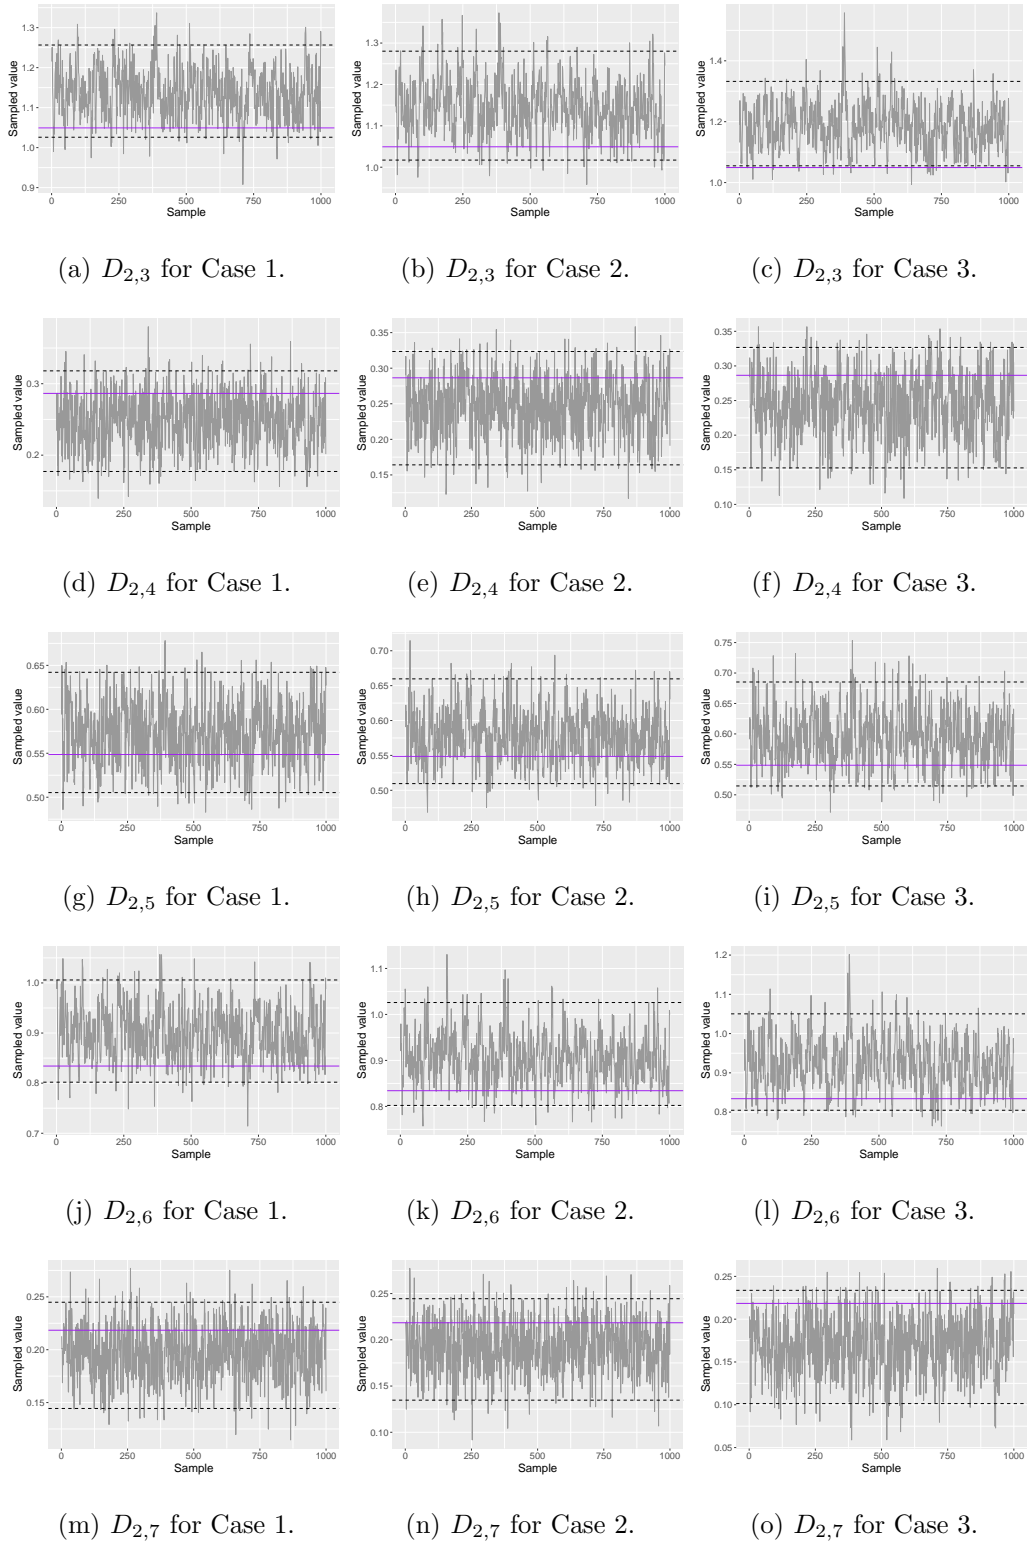 Sampled value
1.3
1.2
1.1
1.0
0.9
0 250 500 750 1000
Sample
Sampled value
1.3
1.2
1.1
1.0
0 250 500 750 1000
Sample
Sampled value
1.4
1.2
1.0
0 250 500 750 1000
Sample
(a) D2,3 for Case 1.
(b) D2,3 for Case 2.
(c) D2,3 for Case 3.
Sampled value
0.3
0.2
0 250 500 750 1000
Sample
Sampled value
0.35
0.30
0.25
0.20
0.15
0 250 500 750 1000
Sample
Sampled value
0.35
0.30
0.25
0.20
0.15
0.10
0 250 500 750 1000
Sample
(d) D2,4 for Case 1.
(e) D2,4 for Case 2.
(f) D2,4 for Case 3.
Sampled value
0.65
0.60
0.55
0.50
0 250 500 750 1000
Sample
Sampled value
0.70
0.65
0.60
0.55
0.50
0 250 500 750 1000
Sample
Sampled value
0.75
0.70
0.65
0.60
0.55
0.50
0 250 500 750 1000
Sample
(g) D2,5 for Case 1.
(h) D2,5 for Case 2.
(i) D2,5 for Case 3.
Sampled value
1.0
0.9
0.8
0.7
0 250 500 750 1000
Sample
Sampled value
1.1
1.0
0.9
0.8
0 250 500 750 1000
Sample
Sampled value
1.2
1.1
1.0
0.9
0.8
0 250 500 750 1000
Sample
(j) D2,6 for Case 1.
(k) D2,6 for Case 2.
(l) D2,6 for Case 3.
Sampled value
0.25
0.20
0.15
0 250 500 750 1000
Sample
Sampled value
0.25
0.20
0.15
0.10
0 250 500 750 1000
Sample
Sampled value
0.25
0.20
0.15
0.10
0.05
0 250 500 750 1000
Sample
(m) D2,7 for Case 1.
(n) D2,7 for Case 2.
(o) D2,7 for Case 3.